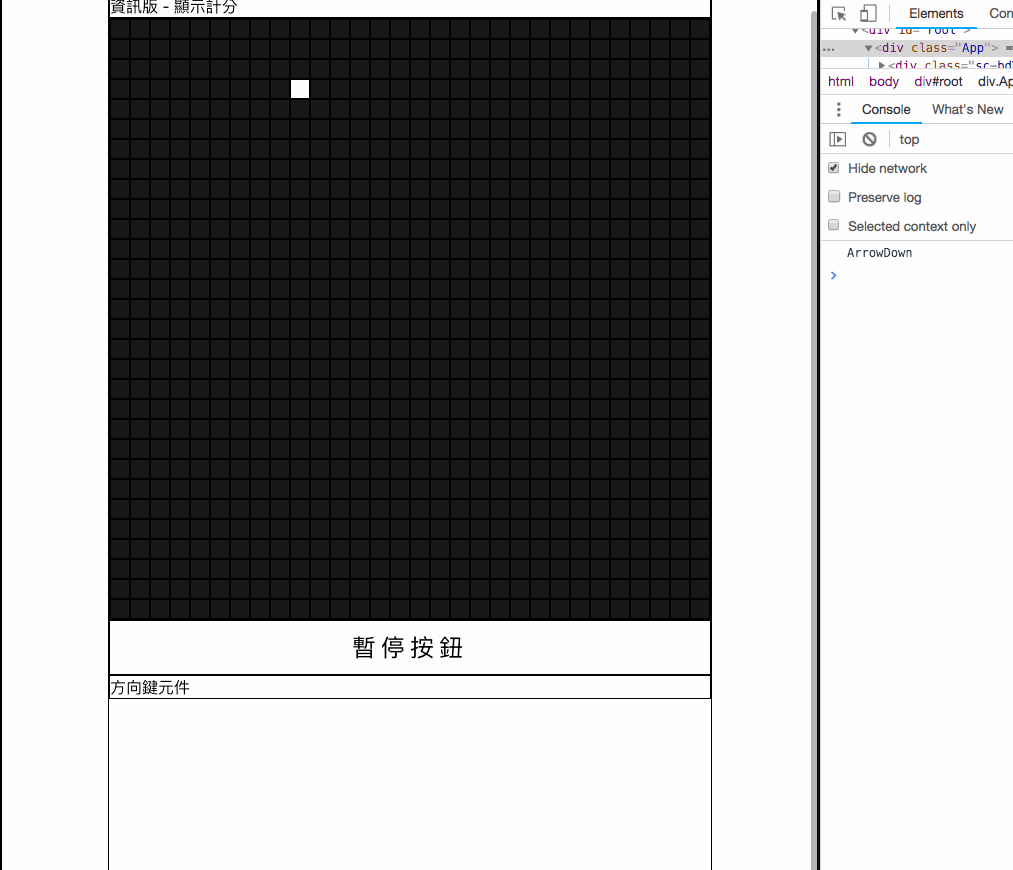 資訊版 - 顯示計分
暫停按鈕
方向鍵元件
Elements Con
<div id="root">
... ▼<div class="App"> =
▶<div class="sc-bd
html body div#root div.Ap
Console What's New
top
Hide network
Preserve log
Selected context only
ArrowDown
>